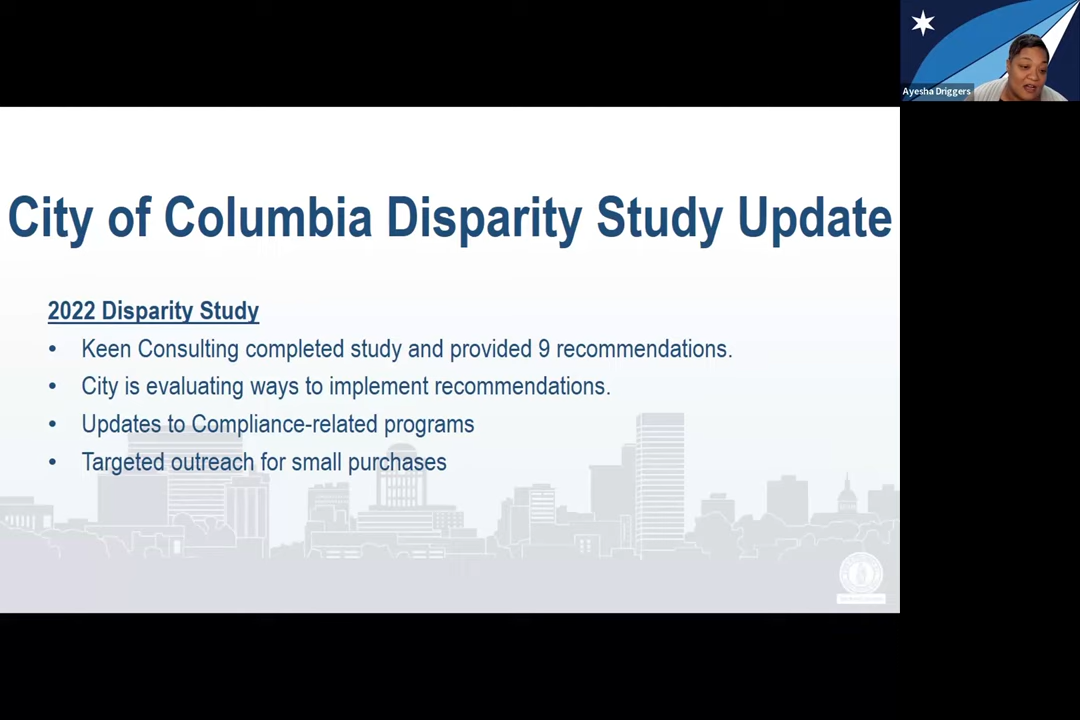 Ayesha Driggers
City of Columbia Disparity Study Update
2022 Disparity Study
• Keen Consulting completed study and provided 9 recommendations.
• City is evaluating ways to implement recommendations.
• Updates to Compliance-related programs
• Targeted outreach for small purchases